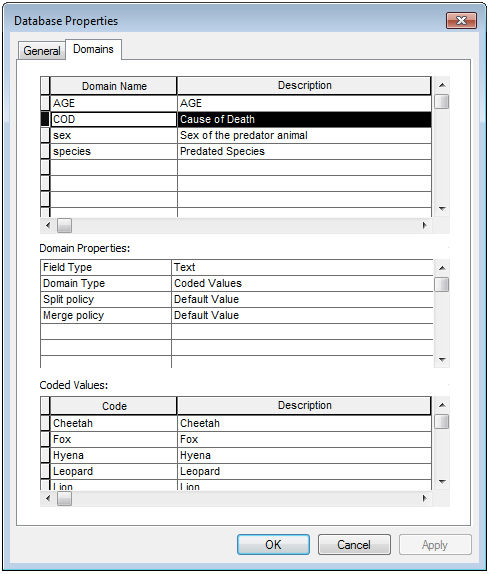 Database Properties
General Domains
Domain Name Description
AGE AGE
COD Cause of Death
sex Sex of the predator animal
species Predated Species
Domain Properties:
Field Type Text
Domain Type Coded Values
Split policy Default Value
Merge policy Default Value
Coded Values:
Code Description
Cheetah Cheetah
Fox Fox
Hyena Hyena
Leopard Leopard
Lion Lion
OK Cancel Apply